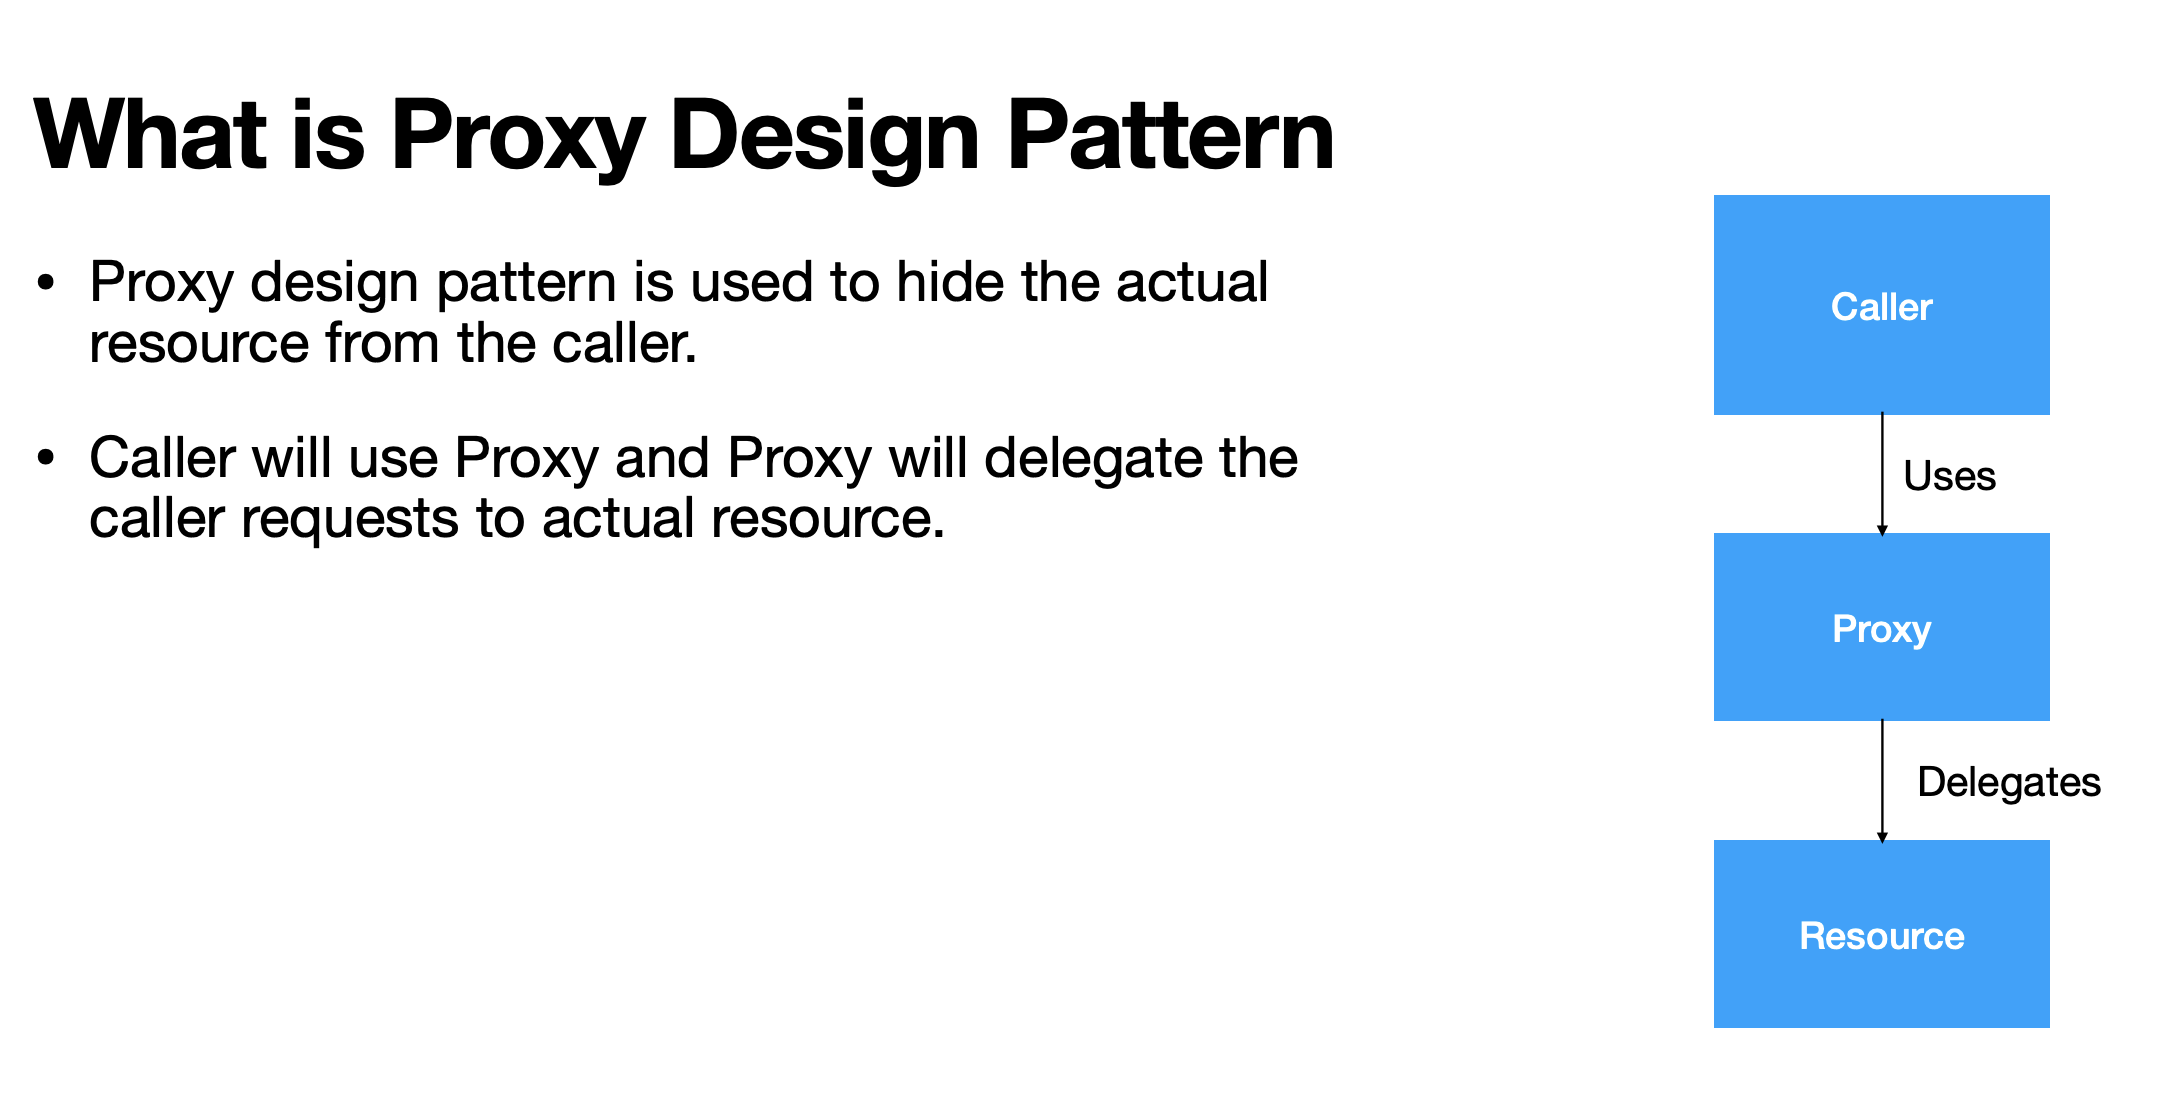 What is Proxy Design Pattern
• Proxy design pattern is used to hide the actual
resource from the caller.
• Caller will use Proxy and Proxy will delegate the
caller requests to actual resource.
Caller
Uses
Proxy
Delegates
Resource